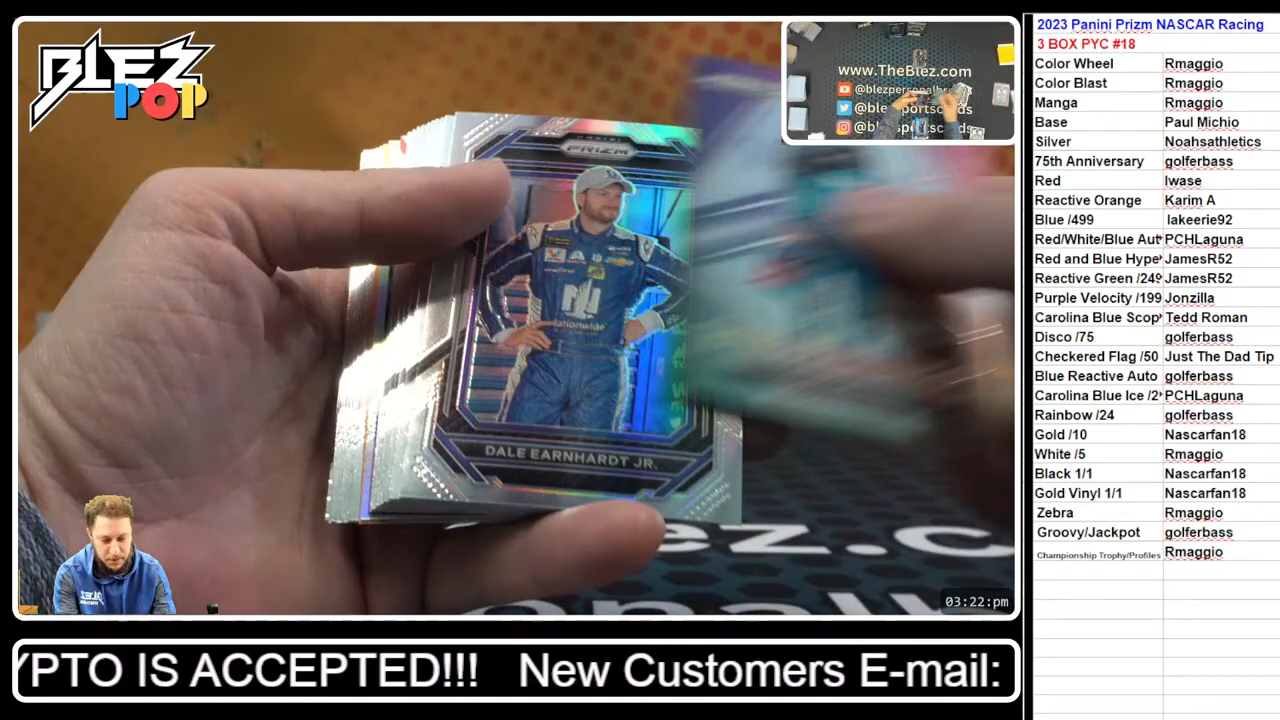 BLEZ
POP
www.TheBlez.com
PRIZM
nationwide
DALE EARNHARDT JR.
03:22:pm
YPTO IS ACCEPTED!!! New Customers E-mail:
2023 Panini Prizm NASCAR Racing
3 BOX PYC #18
Color Wheel Rmaggio
Color Blast Rmaggio
Manga Rmaggio
Base Paul Michio
Silver Noahsathletics
75th Anniversary golferbass
Red Iwase
Reactive Orange Karim A
Blue /499 lakeerie92
Red/White/Blue Aut PCHLaguna
Red and Blue Hype JamesR52
Reactive Green /249 JamesR52
Purple Velocity /199 Jonzilla
Carolina Blue Scop Tedd Roman
Disco /75 golferbass
Checkered Flag /50 Just The Dad Tip
Blue Reactive Auto golferbass
Carolina Blue Ice /2 PCHLaguna
Rainbow /24 golferbass
Gold /10 Nascarfan18
White /5 Rmaggio
Black 1/1 Nascarfan18
Gold Vinyl 1/1 Nascarfan18
Zebra Rmaggio
Groovy/Jackpot golferbass
Championship Trophy/Profiles Rmaggio